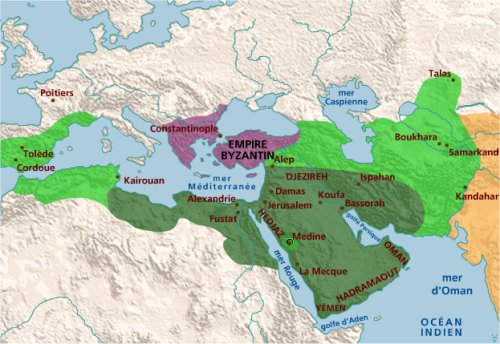 Talas
Poitiers
mer
Caspienne
Constantinople
Boukhara
EMPIRE
BYZANTIN
Samarkand
Tolède
Cordoue
Alep
Kairouan
mer
Méditerranée
DJEZIREH
Ispahan
Kandahar
Damas
Koufa
Alexandrie
Jérusalem
Bassorah
Fustat
HEDJAZ
golfe Persique
Médine
OMAN
mer Rouge
La Mecque
HADRAMAOUT
mer
d'Oman
YÉMEN
golfe d'Aden
OCÉAN
INDIEN